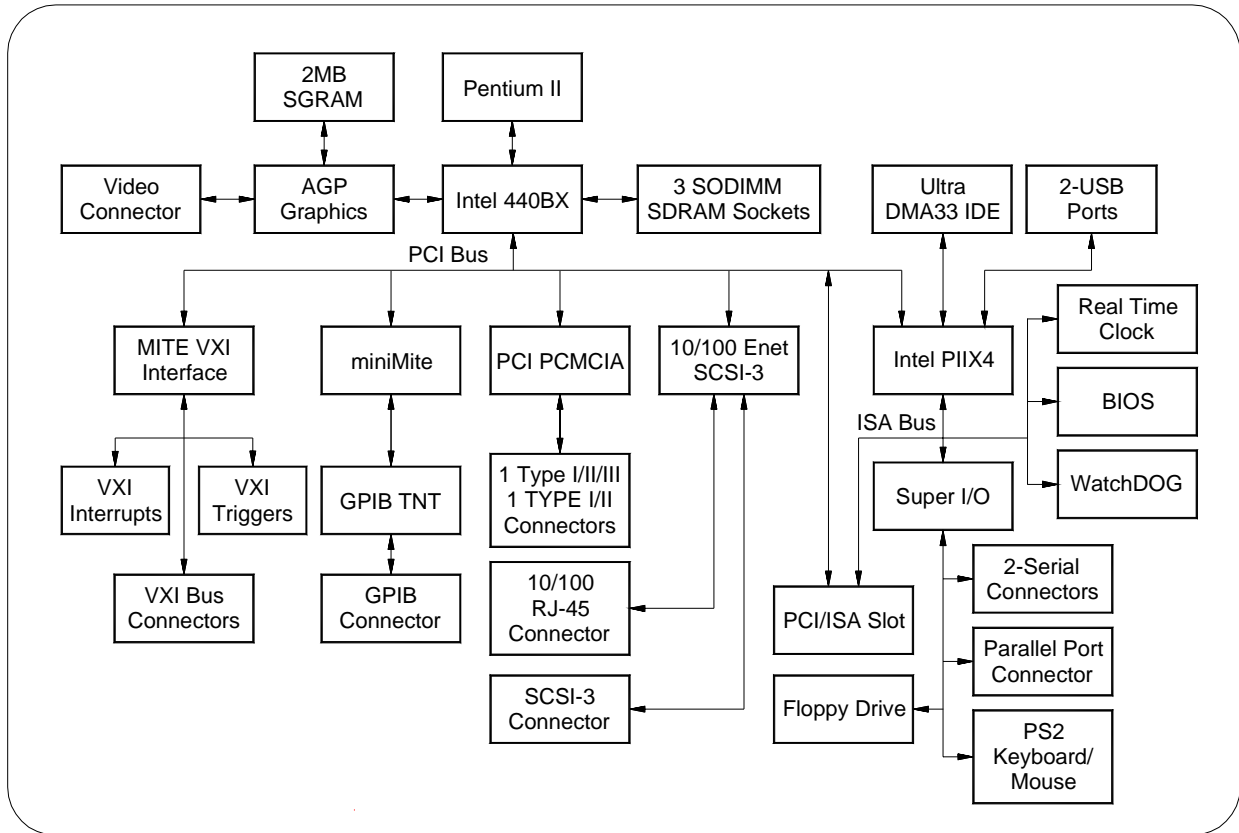 2MB
SGRAM
Pentium II
Video
Connector
AGP
Graphics
Intel 440BX
3 SODIMM
SDRAM Sockets
Ultra
DMA33 IDE
2-USB
Ports
PCI Bus
MITE VXI
Interface
miniMite
PCI PCMCIA
10/100 Enet
SCSI-3
Intel PIIX4
Real Time
Clock
BIOS
ISA Bus
VXI
Interrupts
VXI
Triggers
GPIB TNT
1 Type I/II/III
1 TYPE I/II
Connectors
Super I/O
WatchDOG
VXI Bus
Connectors
GPIB
Connector
10/100
RJ-45
Connector
PCI/ISA Slot
2-Serial
Connectors
Parallel Port
Connector
SCSI-3
Connector
Floppy Drive
PS2
Keyboard/
Mouse